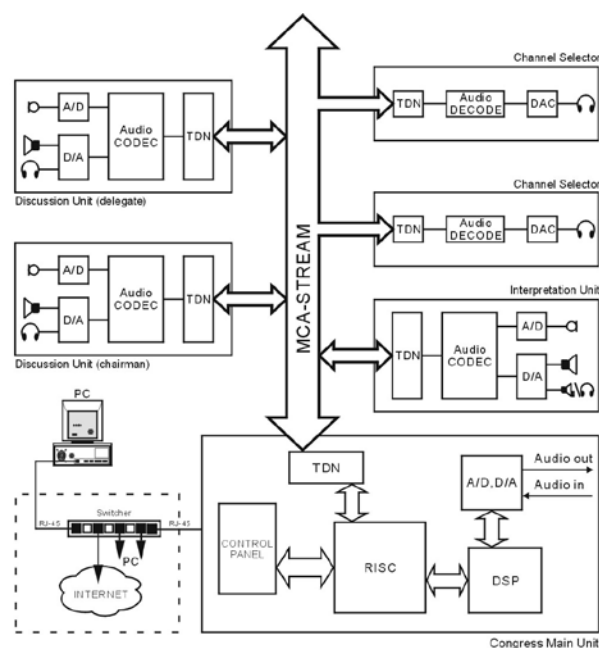 Channel Selector
TDN
Audio
DECODE
DAC
A/D
D/A
Audio
CODEC
TDN
Discussion Unit (delegate)
Channel Selector
TDN
Audio
DECODE
DAC
MCA-STREAM
A/D
D/A
Audio
CODEC
TDN
Discussion Unit (chairman)
Interpretation Unit
TDN
Audio
CODEC
A/D
D/A
PC
Switcher
RJ-45
RJ-45
PC
INTERNET
TDN
CONTROL
PANEL
RISC
DSP
A/D,D/A
Audio out
Audio in
Congress Main Unit